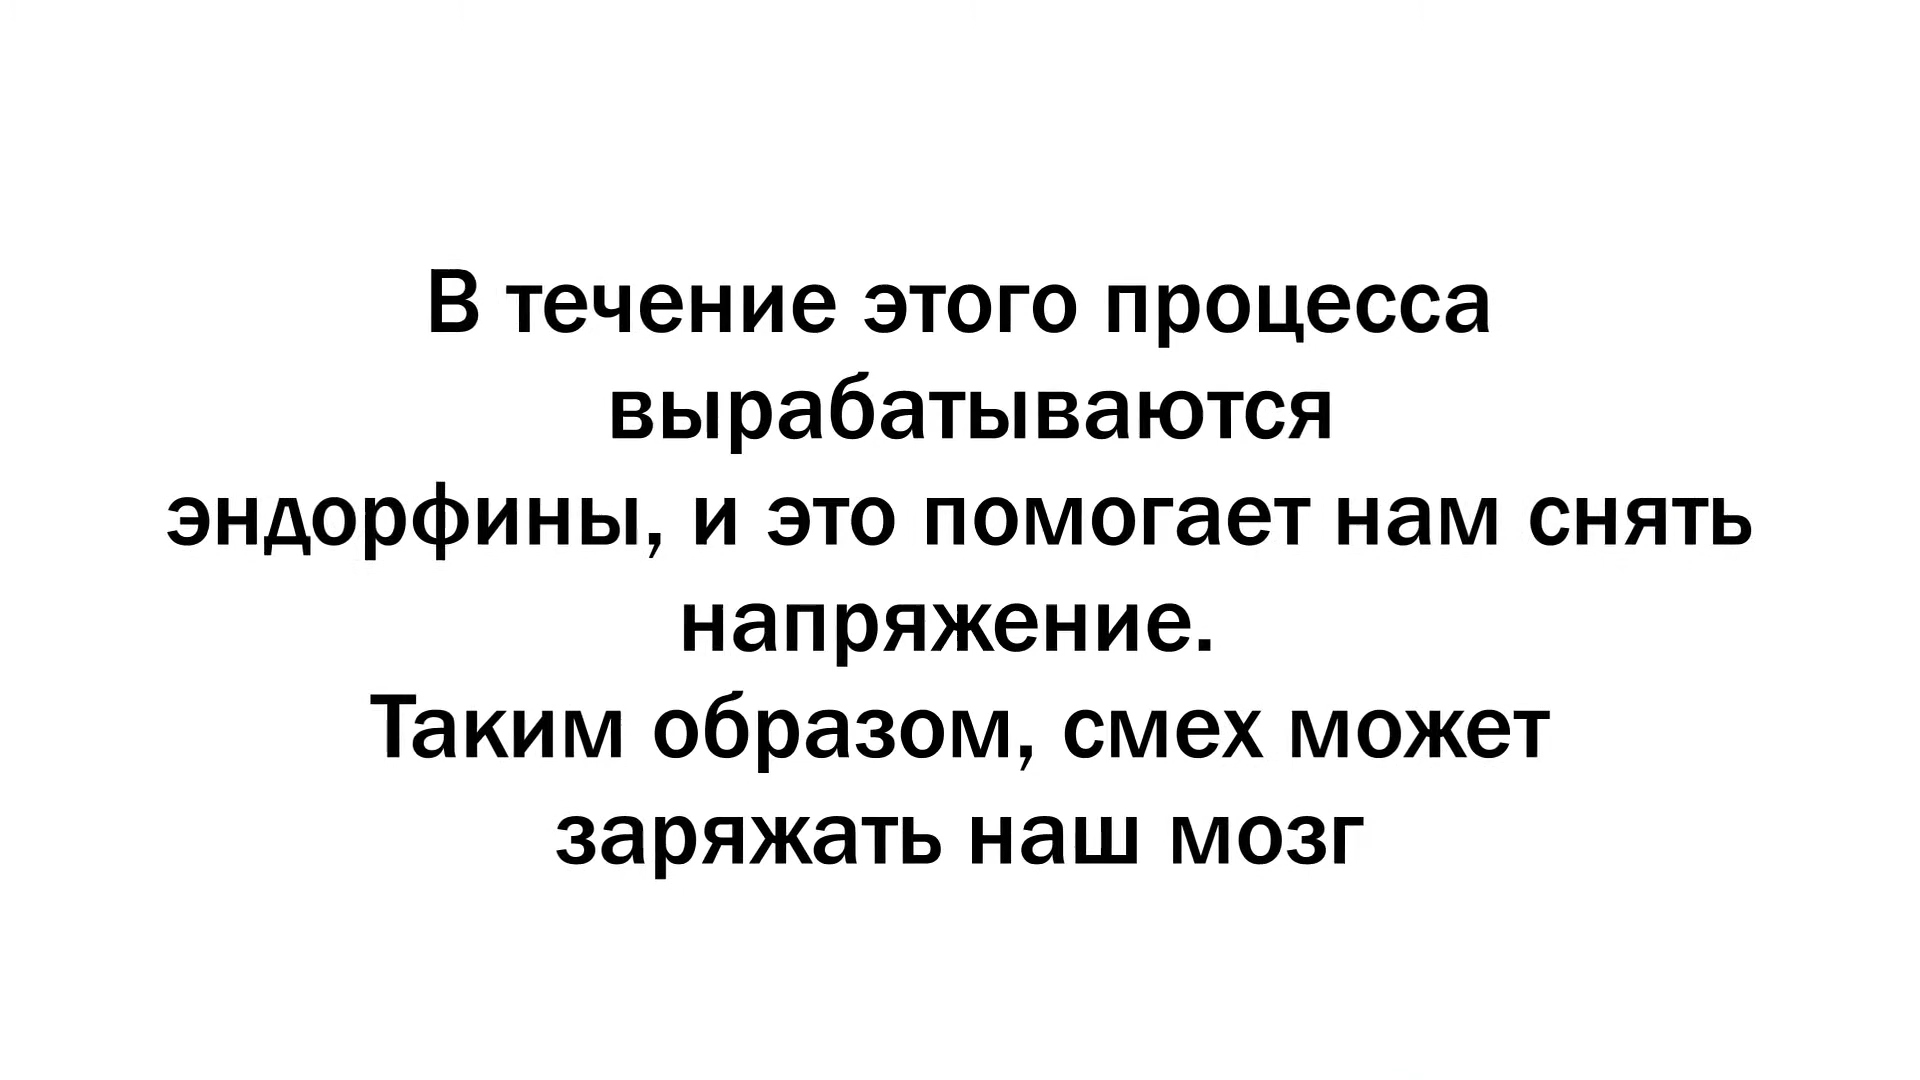 В течение этого процесса
вырабатываются
эндорфины, и это помогает нам снять
напряжение.
Таким образом, смех может
заряжать наш мозг